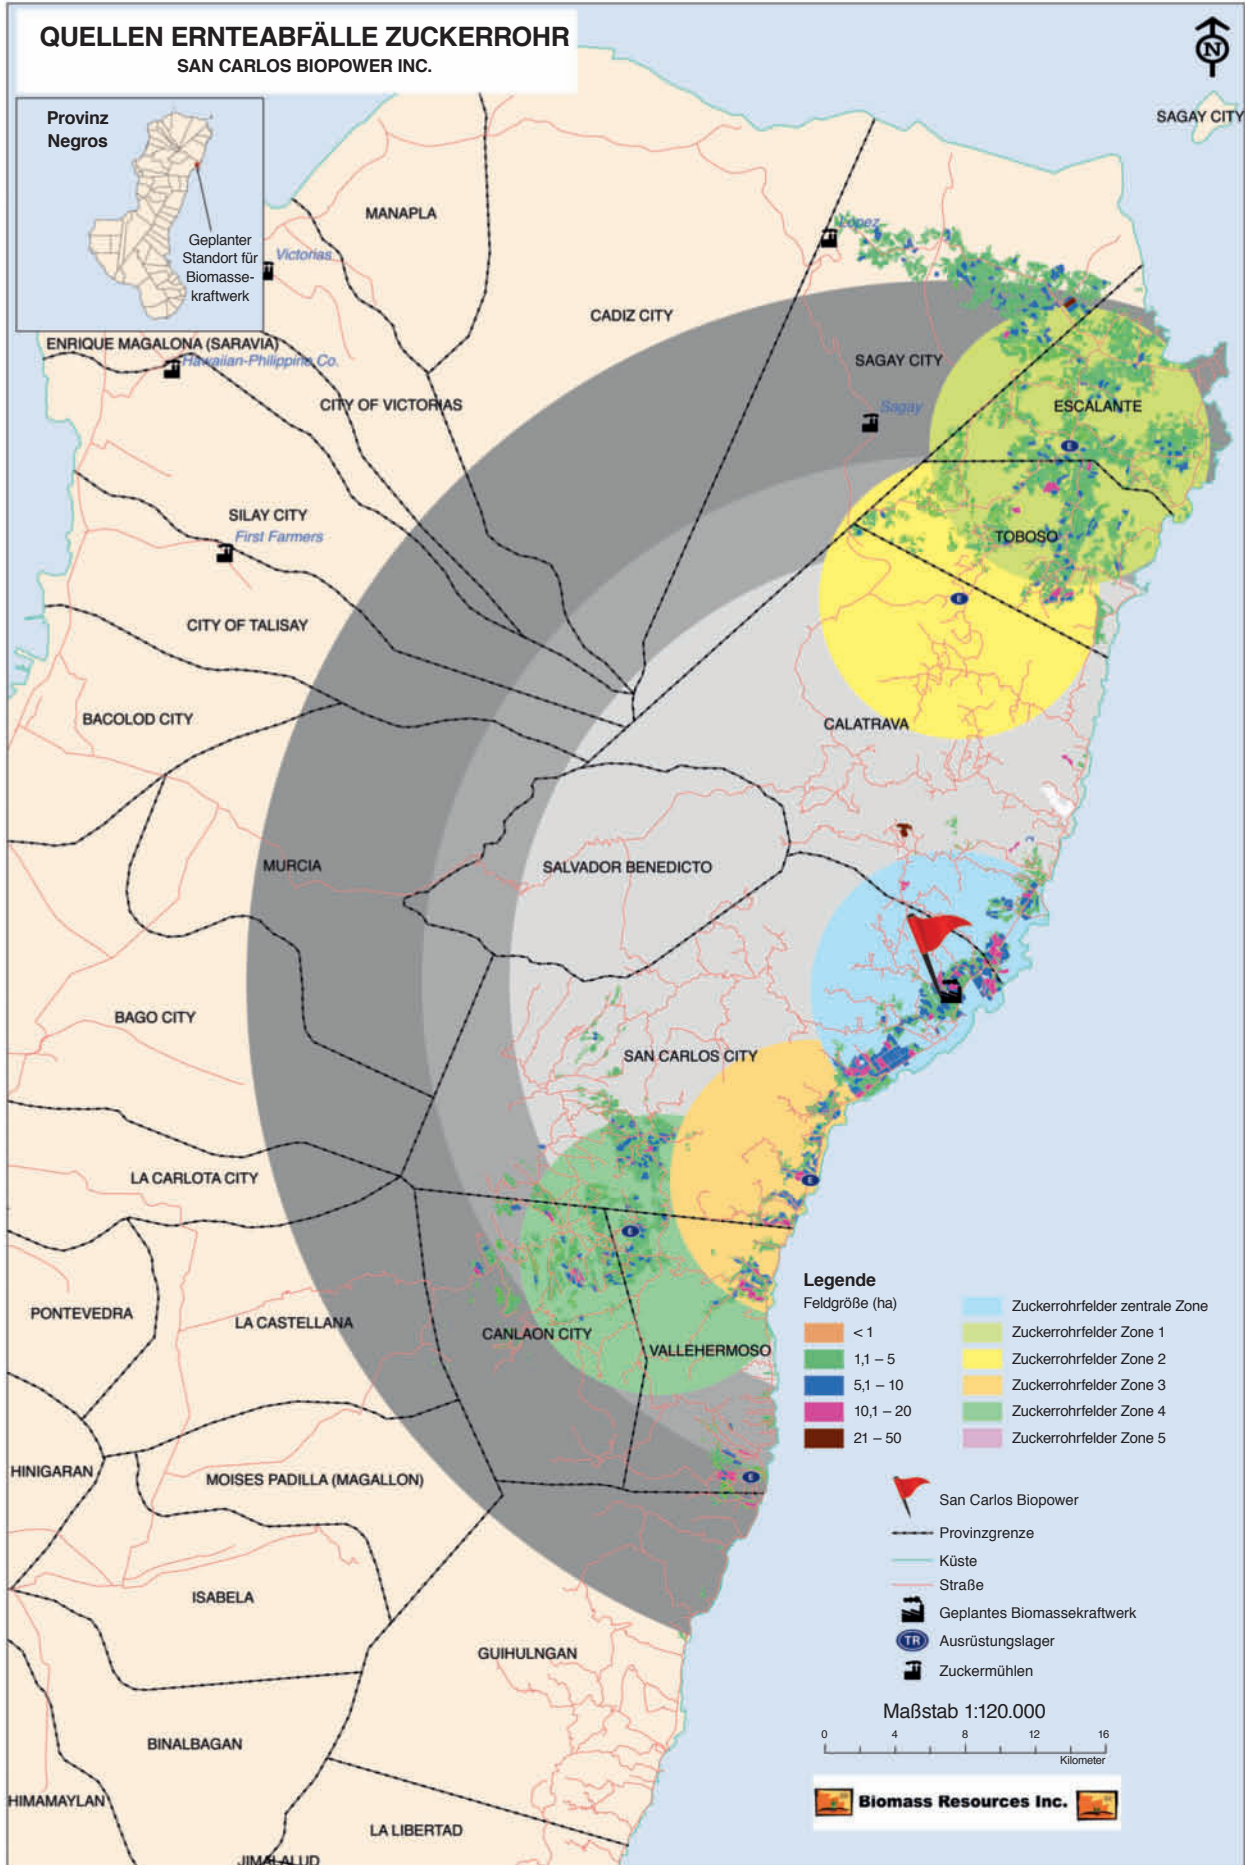 QUELLEN ERNTEABFÄLLE ZUCKERROHR
SAN CARLOS BIOPOWER INC.
N
SAGAY CITY
Provinz
Negros
Geplanter
Standort für
Biomasse-
kraftwerk
MANAPLA
Lopez
Victorias
CADIZ CITY
ENRIQUE MAGALONA (SARAVIA)
Hawaiian-Philippine Co.
SAGAY CITY
CITY OF VICTORIAS
Sagay
ESCALANTE
E
SILAY CITY
First Farmers
TOBOSO
E
CITY OF TALISAY
BACOLOD CITY
CALATRAVA
MURCIA
SALVADOR BENEDICTO
BAGO CITY
SAN CARLOS CITY
LA CARLOTA CITY
E
E
PONTEVEDRA
LA CASTELLANA
CANLAON CITY
VALLEHERMOSO
HINIGARAN
MOISES PADILLA (MAGALLON)
E
ISABELA
GUIHULNGAN
BINALBAGAN
HIMAMAYLAN
LA LIBERTAD
JIMALALUD
Legende
Feldgröße (ha)
< 1
1,1 – 5
5,1 – 10
10,1 – 20
21 – 50
Zuckerrohrfelder zentrale Zone
Zuckerrohrfelder Zone 1
Zuckerrohrfelder Zone 2
Zuckerrohrfelder Zone 3
Zuckerrohrfelder Zone 4
Zuckerrohrfelder Zone 5
San Carlos Biopower
Provinzgrenze
Küste
Straße
Geplantes Biomassekraftwerk
TR Ausrüstungslager
Zuckermühlen
Maßstab 1:120.000
0 4 8 12 16
Kilometer
Biomass Resources Inc.